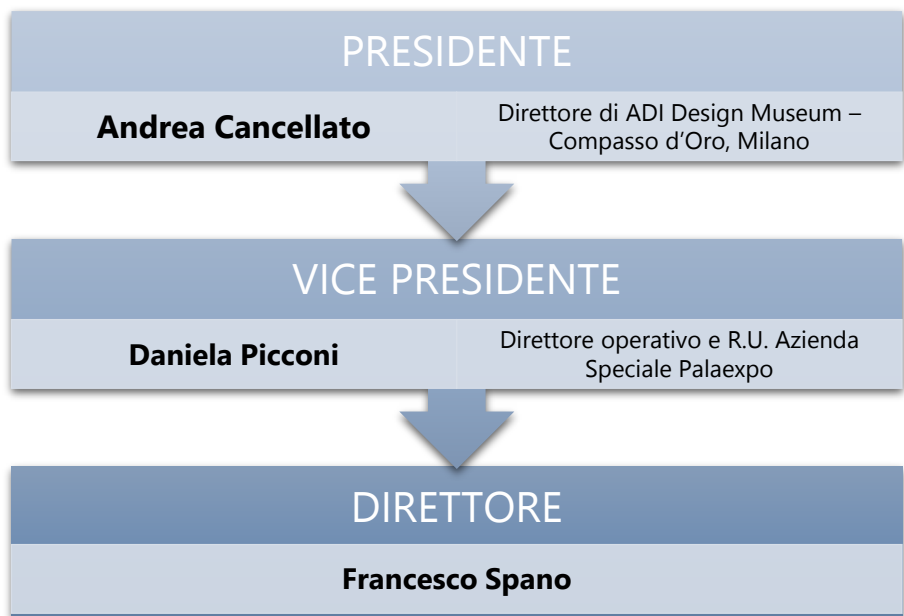 PRESIDENTE
Andrea Cancellato
Direttore di ADI Design Museum –
Compasso d’Oro, Milano
VICE PRESIDENTE
Daniela Picconi
Direttore operativo e R.U. Azienda
Speciale Palaexpo
DIRETTORE
Francesco Spano